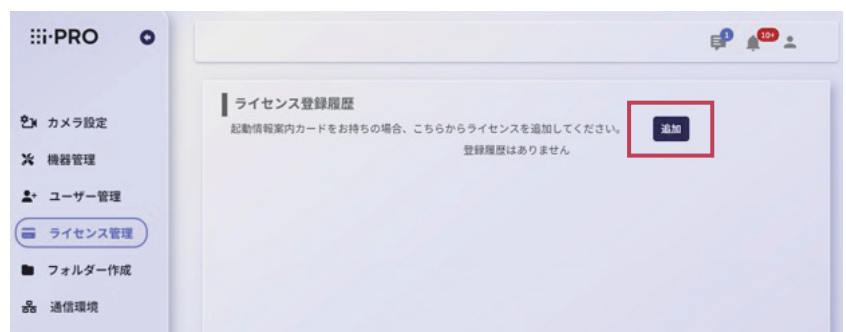 i-PRO
1
10+
カメラ設定
機器管理
ユーザー管理
ライセンス管理
フォルダー作成
通信環境
ライセンス登録履歴
起動情報案内カードをお持ちの場合、こちらからライセンスを追加してください。
追加
登録履歴はありません